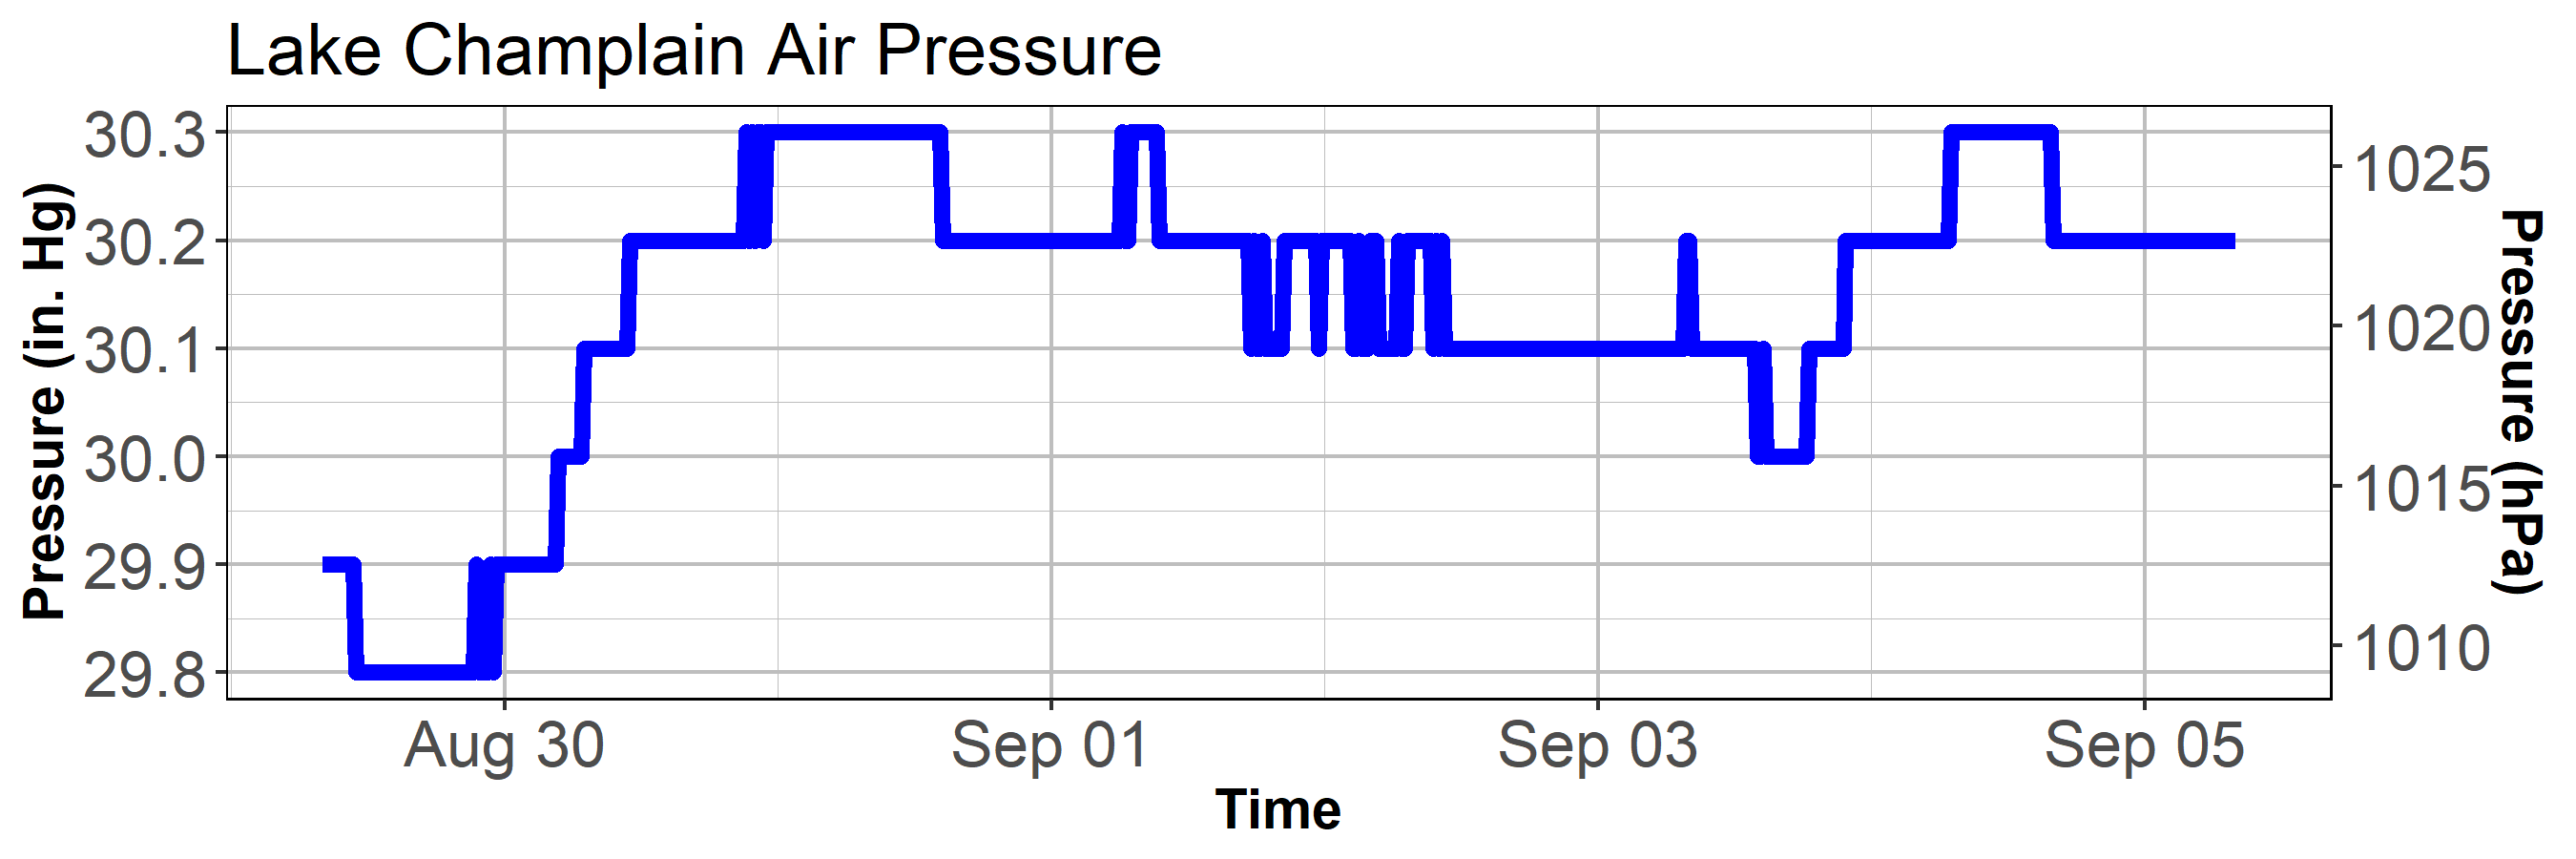 Lake Champlain Air Pressure
Pressure (in. Hg)
30.3
30.2
30.1
30.0
29.9
29.8
1025
1020
1015
1010
Pressure (hPa)
Aug 30 Sep 01 Sep 03 Sep 05
Time